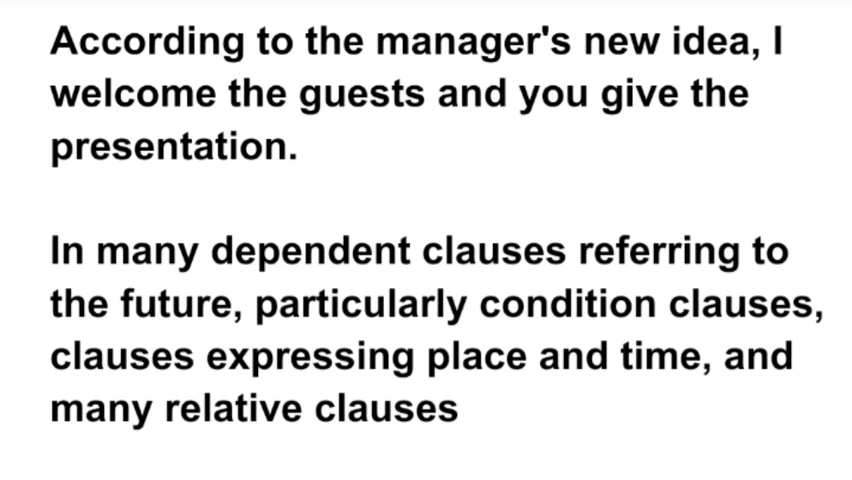 According to the manager's new idea, I
welcome the guests and you give the
presentation.
In many dependent clauses referring to
the future, particularly condition clauses,
clauses expressing place and time, and
many relative clauses